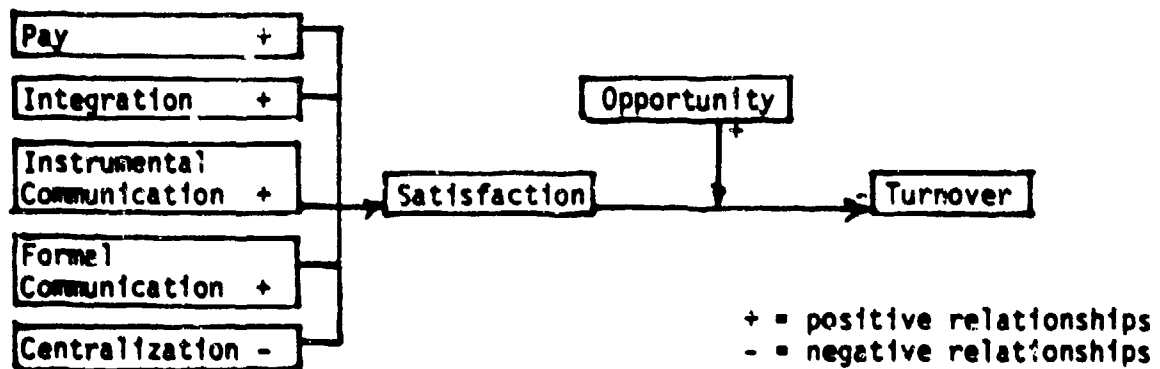 Pay +
Integration +
Opportunity
+
Instrumental
Communication +
Satisfaction
- Turnover
Formel
Communication +
Centralization -
+ = positive relationships
- = negative relationships